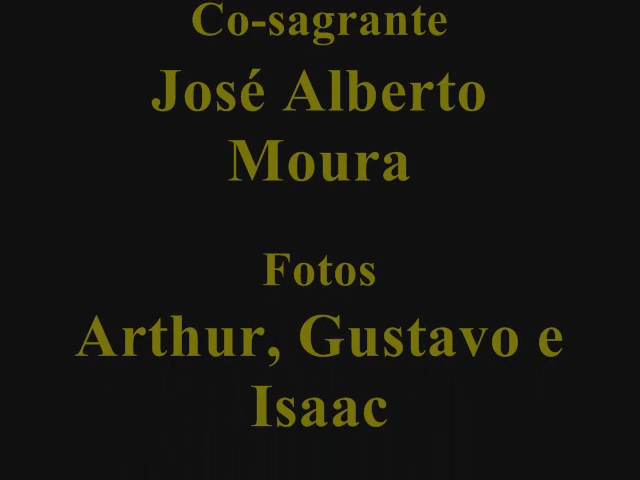 Co-sagrante
José Alberto
Moura
Fotos
Arthur, Gustavo e
Isaac